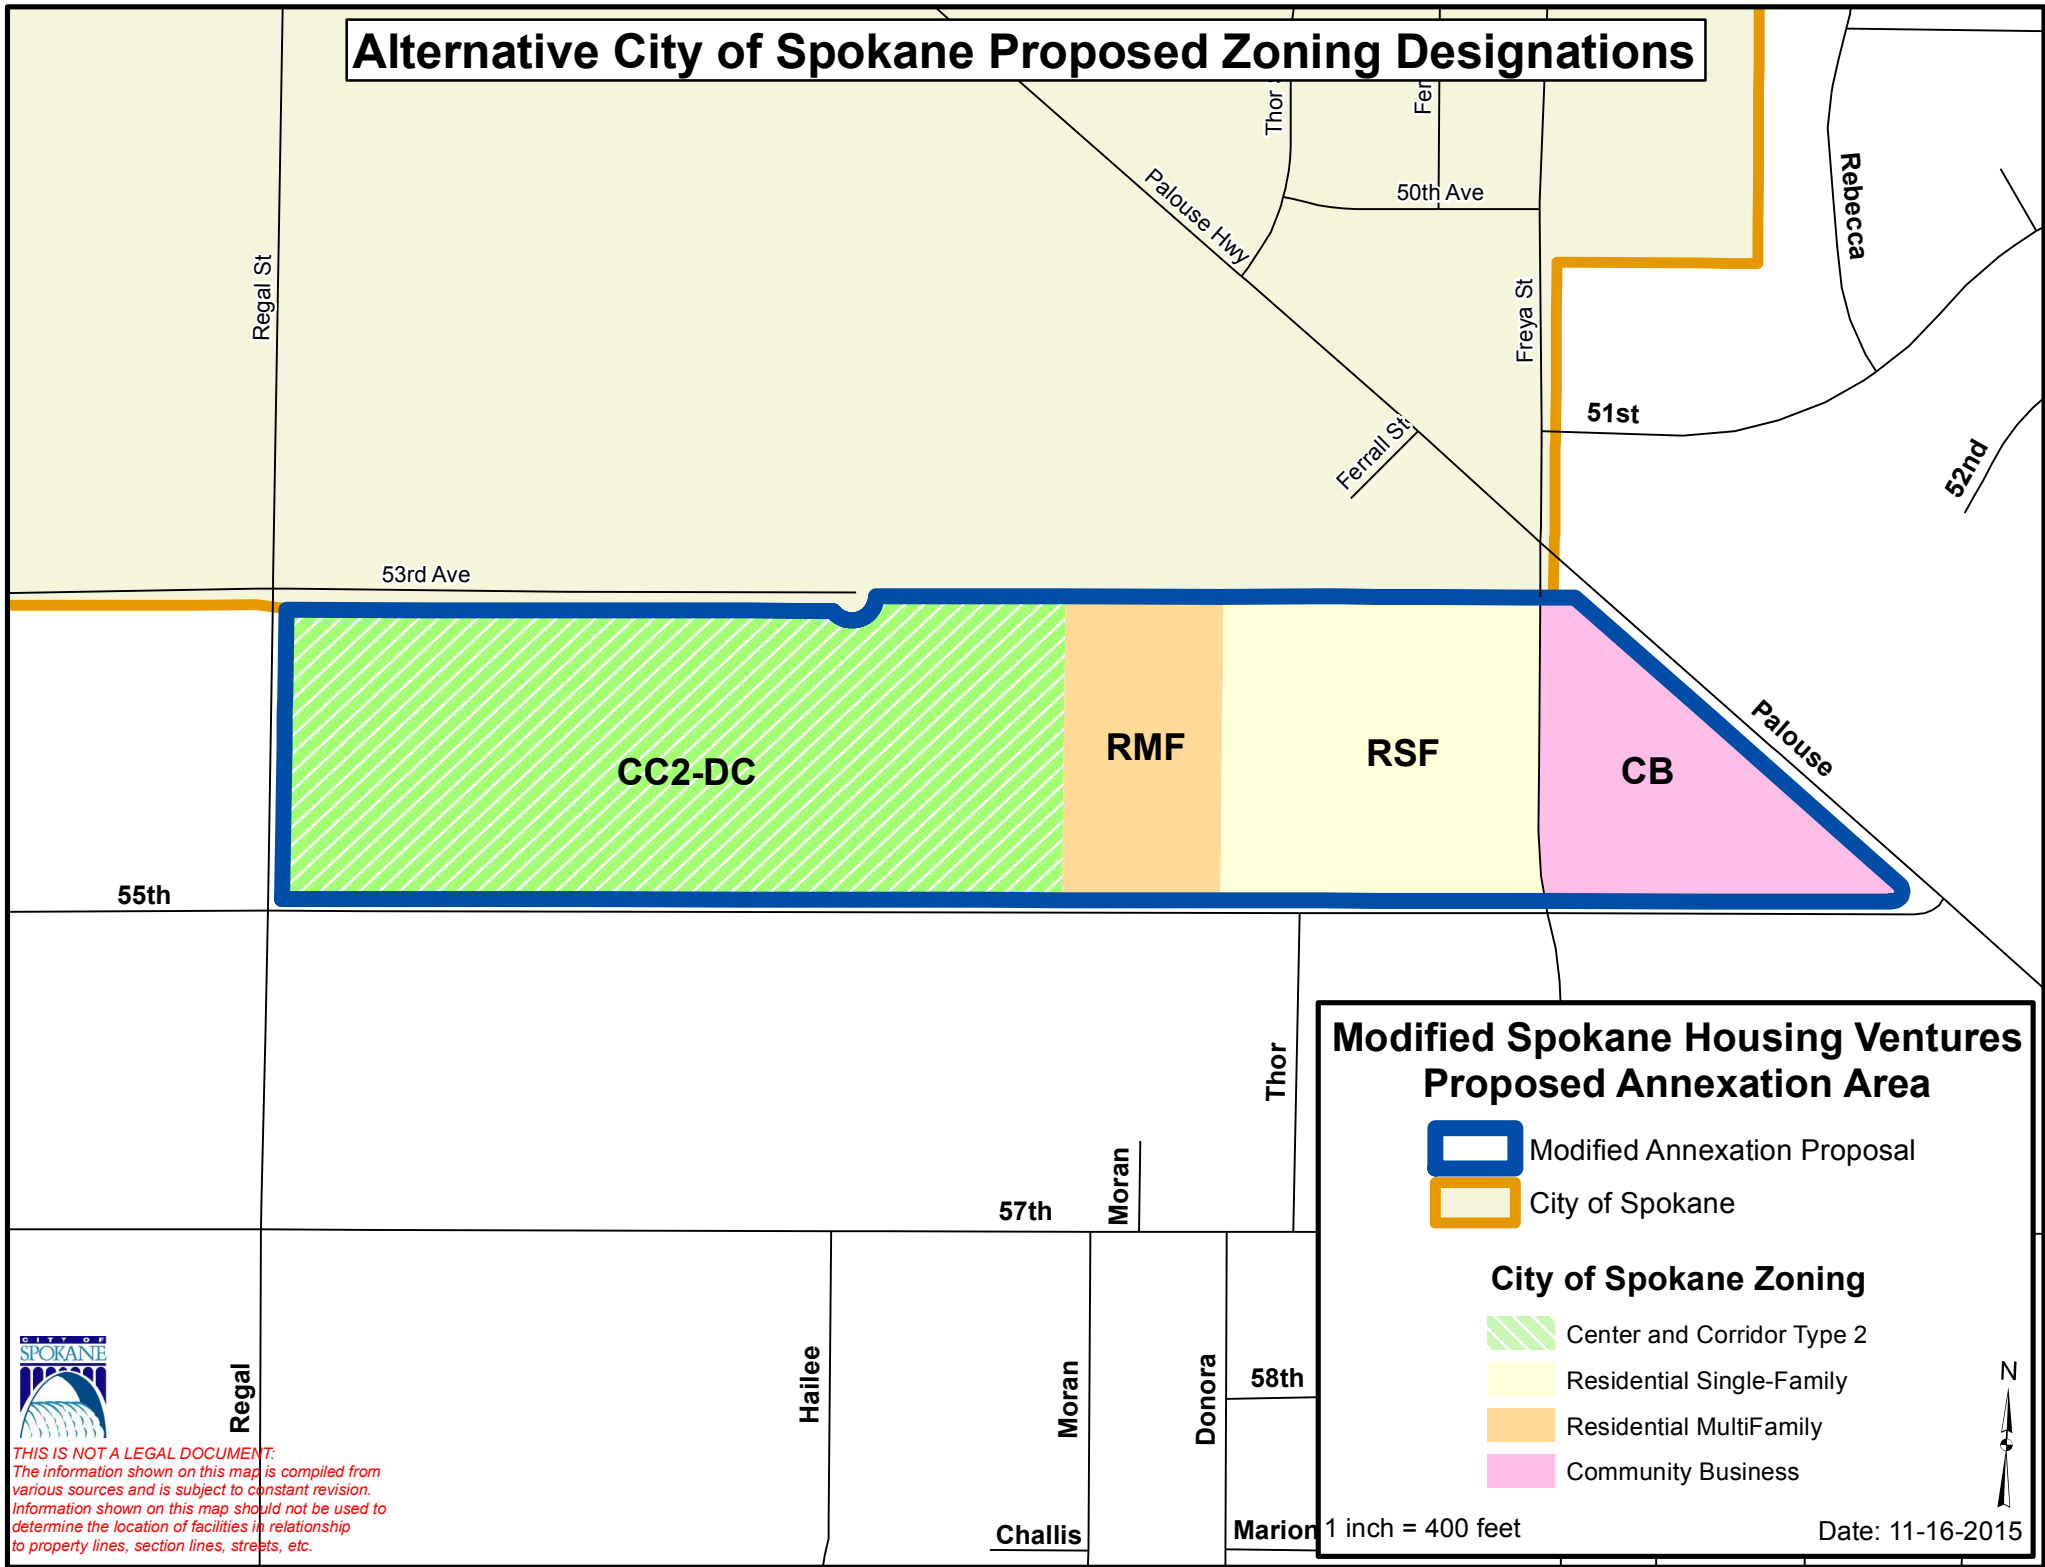 Alternative City of Spokane Proposed Zoning Designations
Thor
Fer
Rebecca
Palouse Hwy
50th Ave
Regal St
Freya St
51st
Ferrall St
52nd
53rd Ave
Palouse
RMF
RSF
CC2-DC
CB
55th
Thor
Moran
57th
Regal
Hailee
Moran
Donora
58th
Challis
Marion
Modified Spokane Housing Ventures
Proposed Annexation Area
Modified Annexation Proposal
City of Spokane
City of Spokane Zoning
Center and Corridor Type 2
Residential Single-Family
Residential MultiFamily
Community Business
N
1 inch = 400 feet
Date: 11-16-2015
CITY OF
SPOKANE
THIS IS NOT A LEGAL DOCUMENT:
The information shown on this map is compiled from
various sources and is subject to constant revision.
Information shown on this map should not be used to
determine the location of facilities in relationship
to property lines, section lines, streets, etc.